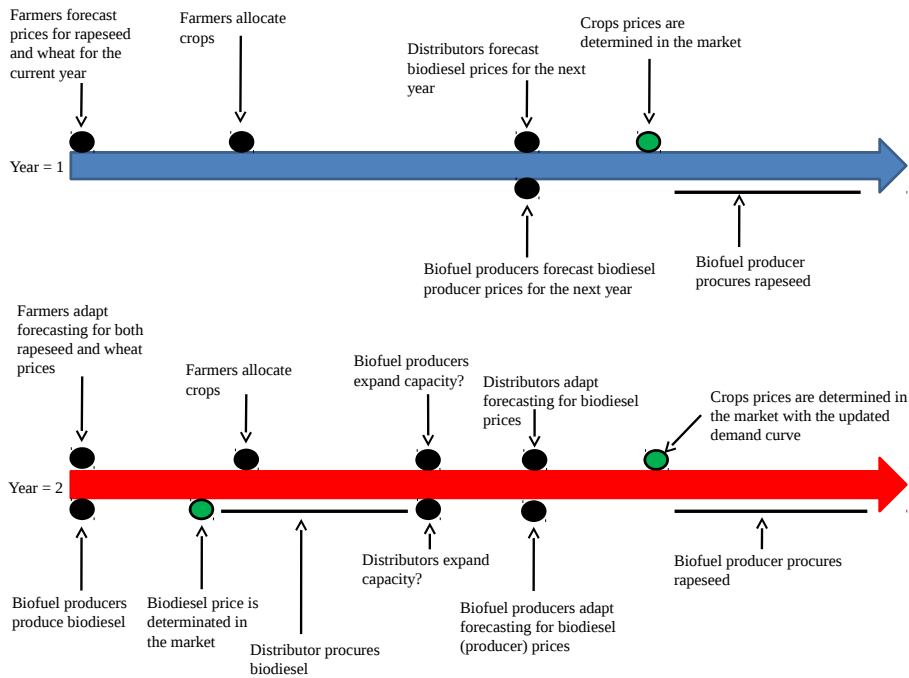 Farmers forecast
prices for rapeseed
and wheat for the
current year
Farmers allocate
crops
Distributors forecast
biodiesel prices for the next
year
Crops prices are
determined in the market
Year = 1
Biofuel producers forecast biodiesel
producer prices for the next year
Biofuel producer
procures rapeseed
Farmers adapt
forecasting for both
rapeseed and wheat
prices
Farmers allocate
crops
Biofuel producers
expand capacity?
Distributors adapt
forecasting for biodiesel
prices
Crops prices are determined in
the market with the updated
demand curve
Year = 2
Biofuel producers
produce biodiesel
Biodiesel price is
determinated in
the market
Distributor procures
biodiesel
Distributors expand
capacity?
Biofuel producers adapt
forecasting for biodiesel
(producer) prices
Biofuel producer procures
rapeseed